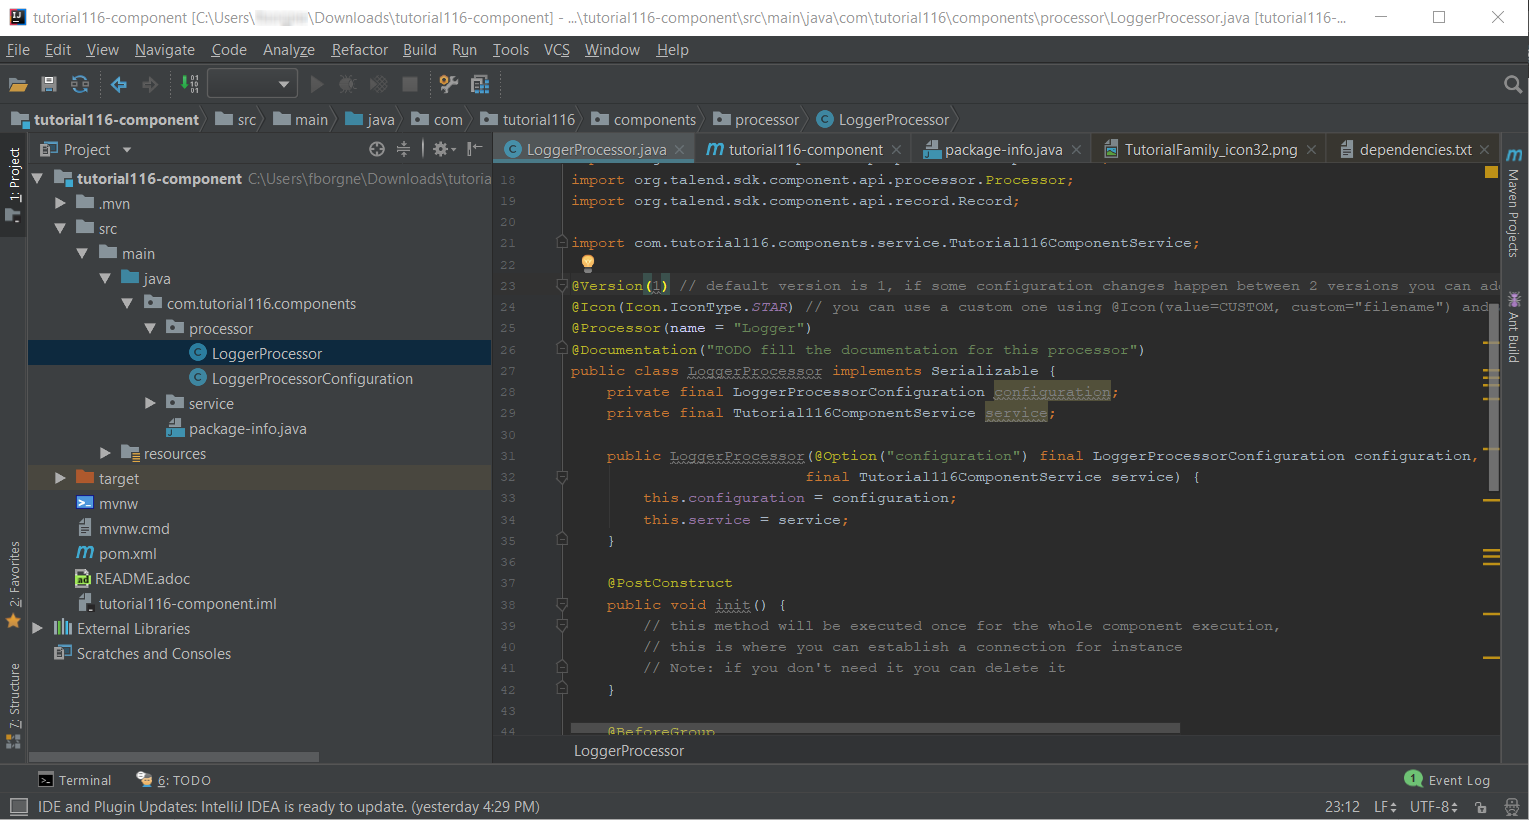 tutorial116-component [C:\Users\ \Downloads\tutorial116-component] - ...\tutorial116-component\src\main\java\com\tutorial116\components\processor\LoggerProcessor.java [tutorial116-...
File Edit View Navigate Code Analyze Refactor Build Run Tools VCS Window Help
tutorial116-component src main java com tutorial116 components processor LoggerProcessor
1: Project
Project
LoggerProcessor.java tutorial116-component package-info.java TutorialFamily_icon32.png dependencies.txt
tutorial116-component C:\Users\fborgne\Downloads\tutoria
.mvn
src
main
java
com.tutorial116.components
processor
LoggerProcessor
LoggerProcessorConfiguration
service
package-info.java
resources
target
mvnw
mvnw.cmd
pom.xml
README.adoc
tutorial116-component.iml
External Libraries
Scratches and Consoles
2: Favorites
7: Structure
18 import org.talend.sdk.component.api.processor.Processor;
19 import org.talend.sdk.component.api.record.Record;
20
21 import com.tutorial116.components.service.Tutorial116ComponentService;
22
23 @Version(1) // default version is 1, if some configuration changes happen between 2 versions you can ad
24 @Icon(Icon.IconType.STAR) // you can use a custom one using @Icon(value=CUSTOM, custom="filename") and
25 @Processor(name = "Logger")
26 @Documentation("TODO fill the documentation for this processor")
27 public class LoggerProcessor implements Serializable {
28 private final LoggerProcessorConfiguration configuration;
29 private final Tutorial116ComponentService service;
30
31 public LoggerProcessor(@Option("configuration") final LoggerProcessorConfiguration configuration,
32 final Tutorial116ComponentService service) {
33 this.configuration = configuration;
34 this.service = service;
35 }
36
37 @PostConstruct
38 public void init() {
39 // this method will be executed once for the whole component execution,
40 // this is where you can establish a connection for instance
41 // Note: if you don't need it you can delete it
42 }
43
44 @BeforeGroup
LoggerProcessor
Maven Projects
Ant Build
Terminal 6: TODO
1 Event Log
IDE and Plugin Updates: IntelliJ IDEA is ready to update. (yesterday 4:29 PM)
23:12 LF UTF-8